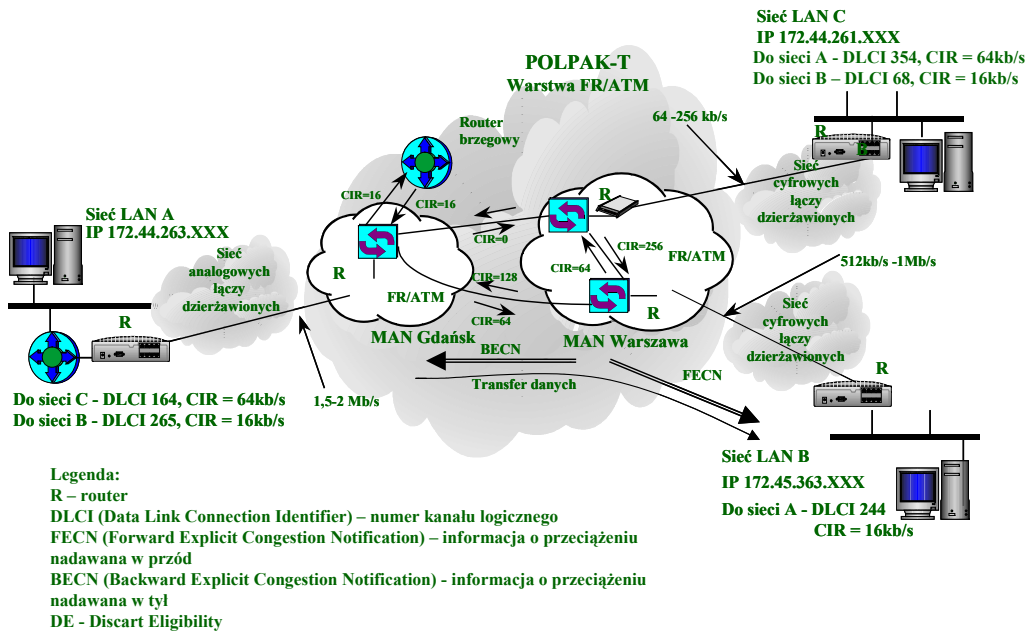 Sieć LAN C
IP 172.44.261.XXX
Do sieci A - DLCI 354, CIR = 64kb/s
Do sieci B – DLCI 68, CIR = 16kb/s
POLPAK-T
Warstwa FR/ATM
64 -256 kb/s
Router
brzegowy
R
R
Sieć
cyfrowych
łączy
dzierżawionych
CIR=16
CIR=16
R
Sieć LAN A
IP 172.44.263.XXX
CIR=0
CIR=256
FR/ATM
CIR=64
512kb/s -1Mb/s
Sieć
analogowych
łączy
dzierżawionych
R
CIR=128
FR/ATM
Sieć
cyfrowych
łączy
dzierżawionych
R
CIR=64
R
MAN Gdańsk
MAN Warszawa
BECN
FECN
R
Transfer danych
1,5-2 Mb/s
Do sieci C - DLCI 164, CIR = 64kb/s
Do sieci B - DLCI 265, CIR = 16kb/s
Sieć LAN B
IP 172.45.363.XXX
Do sieci A - DLCI 244
CIR = 16kb/s
Legenda:
R – router
DLCI (Data Link Connection Identifier) – numer kanału logicznego
FECN (Forward Explicit Congestion Notification) – informacja o przeciążeniu
nadawana w przód
BECN (Backward Explicit Congestion Notification) - informacja o przeciążeniu
nadawana w tył
DE - Discart Eligibility